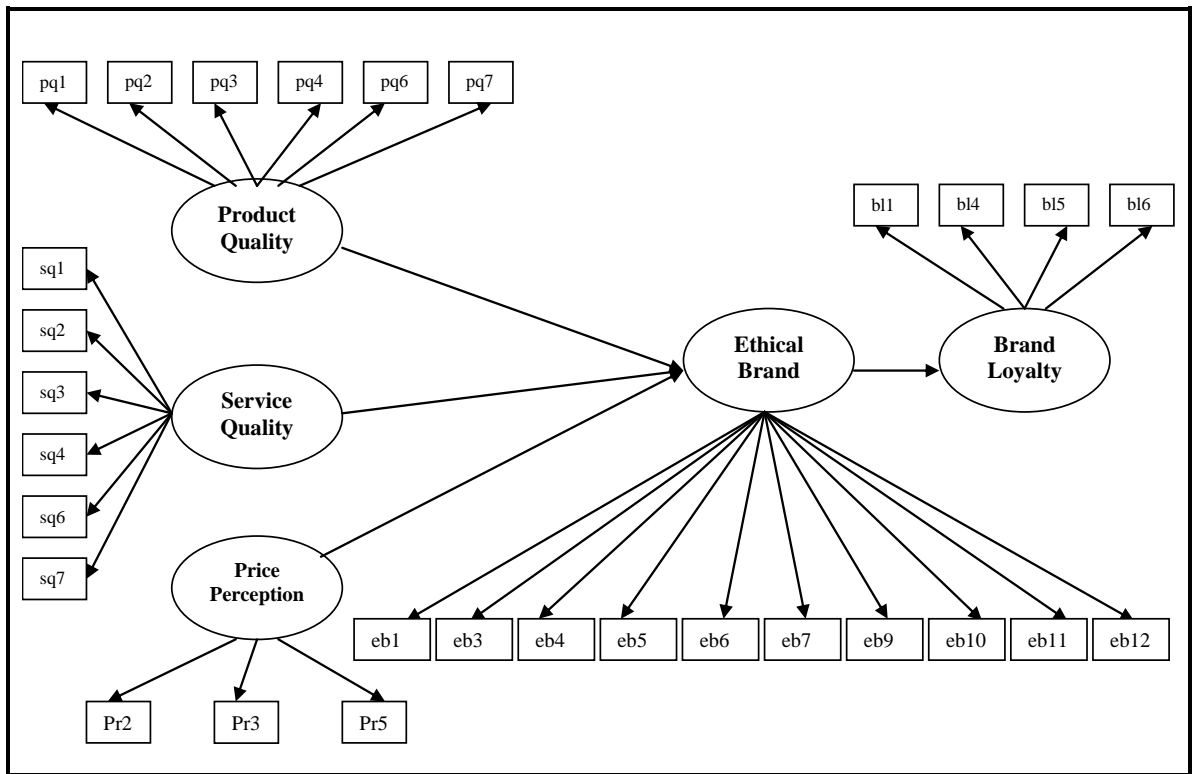 pq1 pq2 pq3 pq4 pq6 pq7
Product
Quality
bl1 bl4 bl5 bl6
sq1
sq2
sq3
sq4
sq6
sq7
Service
Quality
Ethical
Brand
Brand
Loyalty
Price
Perception
eb1 eb3 eb4 eb5 eb6 eb7 eb9 eb10 eb11 eb12
Pr2 Pr3 Pr5